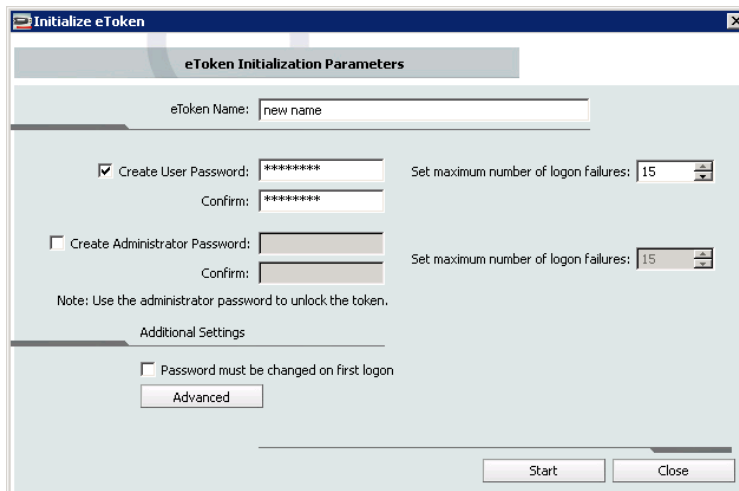 Initialize eToken
eToken Initialization Parameters
eToken Name: new name
Create User Password: ******** Set maximum number of logon failures: 15
Confirm: ********
Create Administrator Password:
Set maximum number of logon failures: 15
Confirm:
Note: Use the administrator password to unlock the token.
Additional Settings
Password must be changed on first logon
Advanced
Start Close